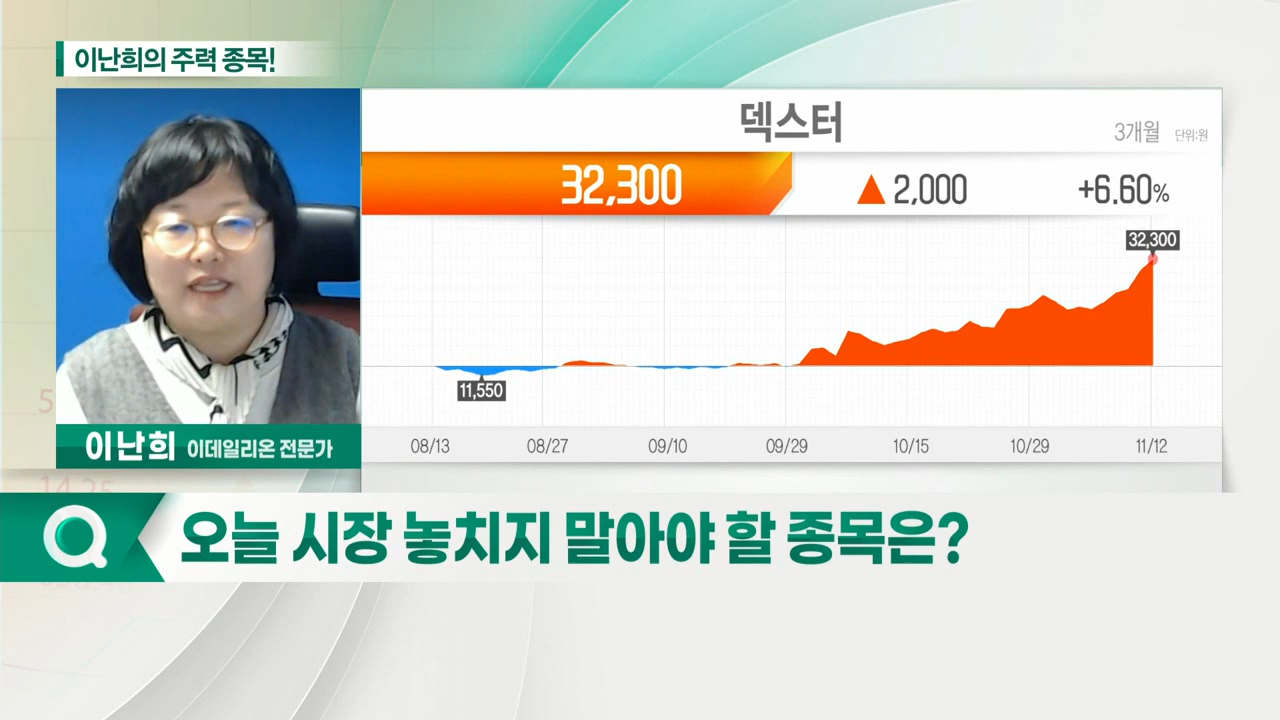 이난희의 주력 종목!
덱스터
3개월 단위:원
32,300 ▲ 2,000 +6.60%
32,300
11,550
08/13 08/27 09/10 09/29 10/15 10/29 11/12
이난희 이데일리온 전문가
Q 오늘 시장 놓치지 말아야 할 종목은?